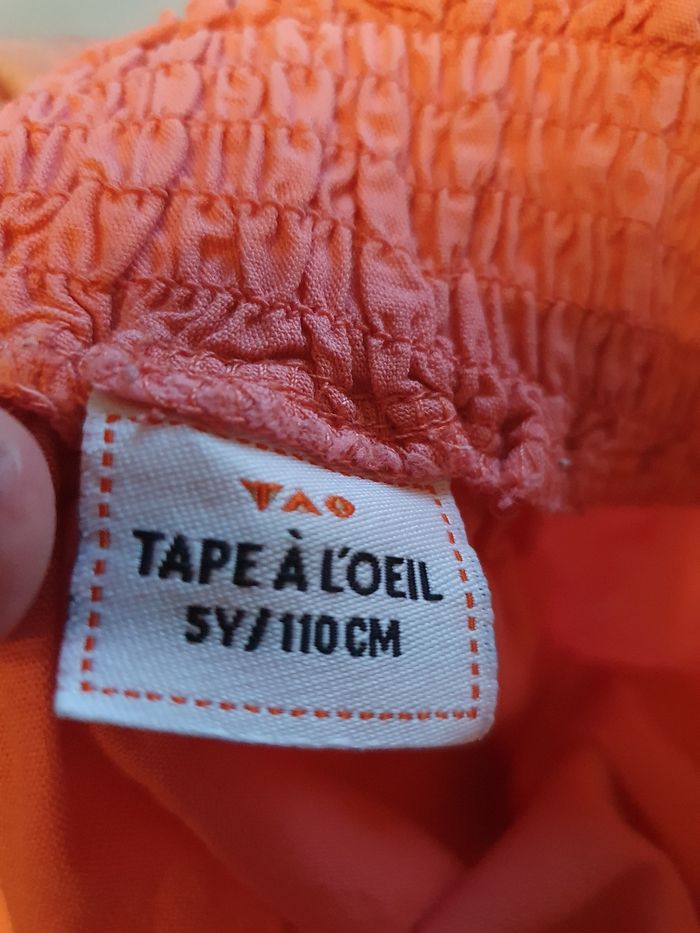 TAO
TAPE À L'OEIL
5Y/110CM